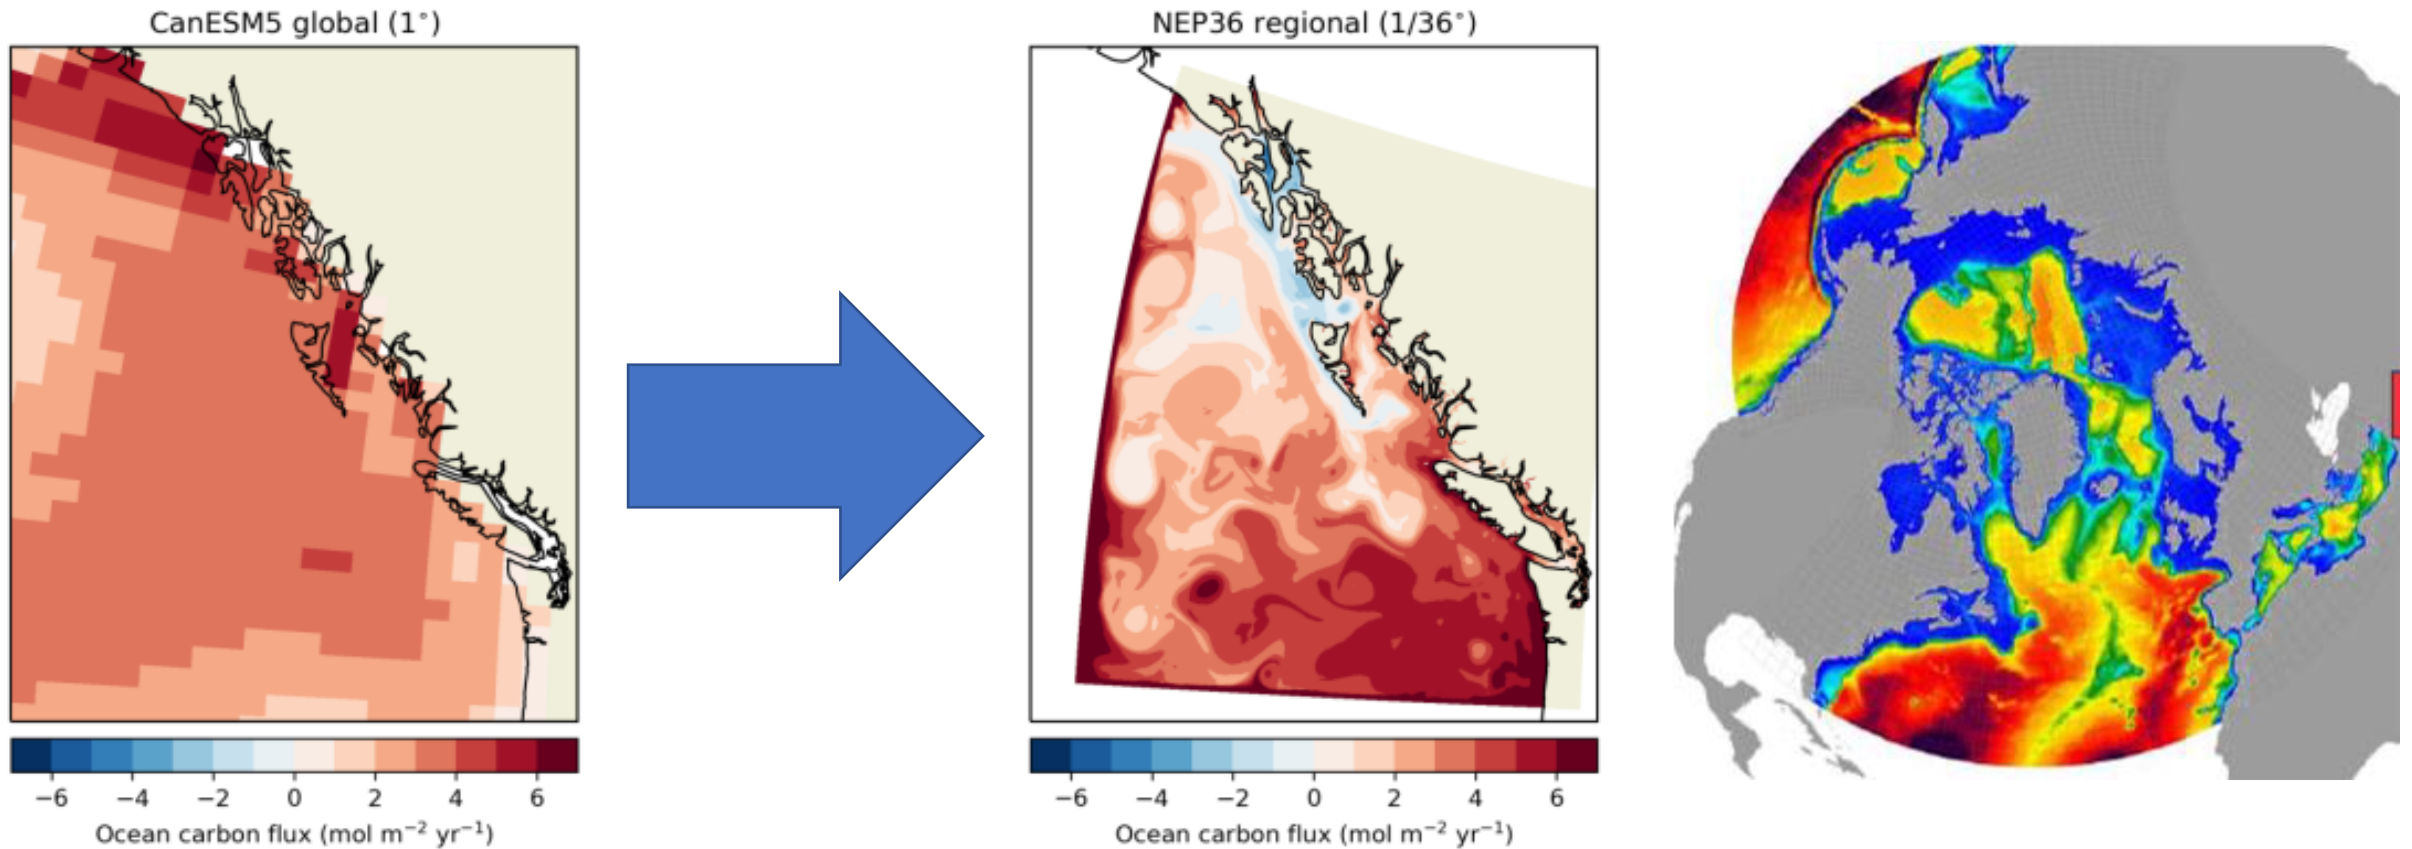 CanESM5 global (1°)
NEP36 regional (1/36°)
−6 −4 −2 0 2 4 6
Ocean carbon flux (mol m⁻² yr⁻¹)
−6 −4 −2 0 2 4 6
Ocean carbon flux (mol m⁻² yr⁻¹)